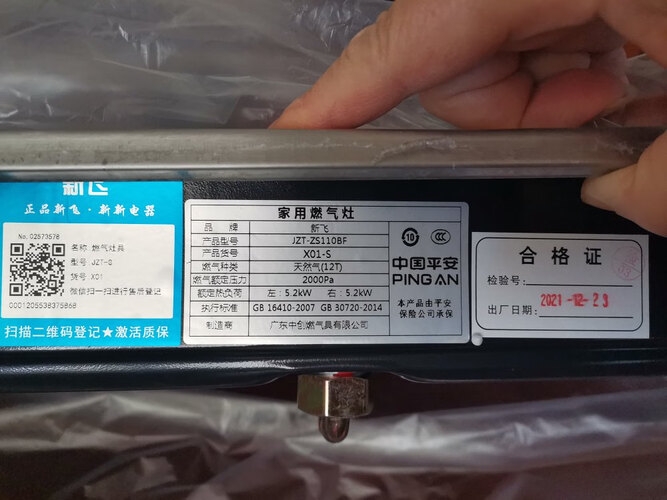 新飞
正品新飞·新新电器
No.02573578
名称:燃气灶具
型号:JZT-S
货号:X01
微信扫一扫进行售后登记
0001205538375868
扫描二维码登记★激活质保
家用燃气灶
品 牌 新飞
产品型号 JZT-ZS110BF
产品货号 X01-S
燃气种类 天然气(12T)
燃气额定压力 2000Pa
额定热负荷 左:5.2kW 右:5.2kW
执行标准 GB 16410-2007 GB 30720-2014
制造商 广东中创燃气具有限公司
10
中国平安
PING AN
本产品由平安
保险公司承保
合格证
检验号:
出厂日期: 2021-12-23